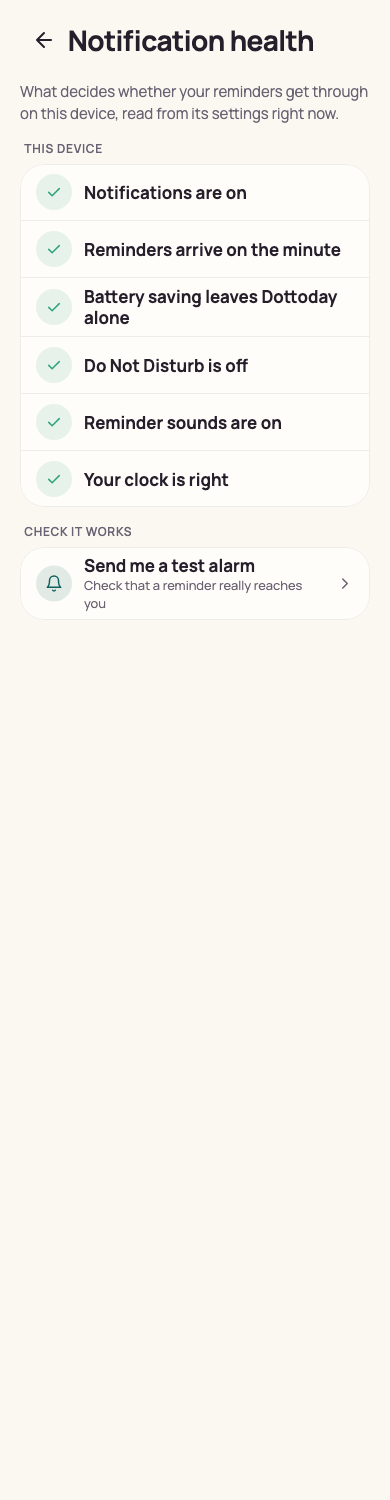 Notification health
What decides whether your reminders get through
on this device, read from its settings right now.
THIS DEVICE
Notifications are on
Reminders arrive on the minute
Battery saving leaves Dottoday
alone
Do Not Disturb is off
Reminder sounds are on
Your clock is right
CHECK IT WORKS
Send me a test alarm
Check that a reminder really reaches
you